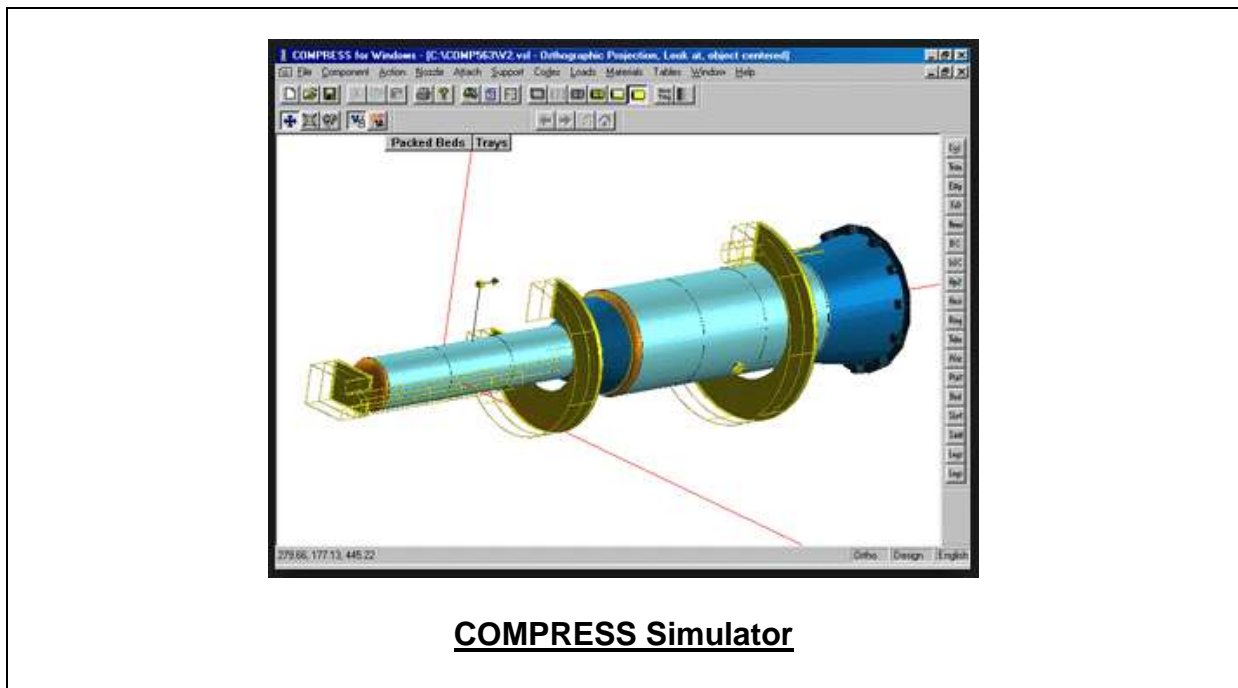 COMPRESS for Windows - [C:\COMP563\V2.vsl - Orthographic Projection, Look at, object centered]
File Component Action Nozzle Attach Support Codes Loads Materials Tables Window Help
Packed Beds Trays
279.66, 177.13, 445.22 Ortho Design English
COMPRESS Simulator